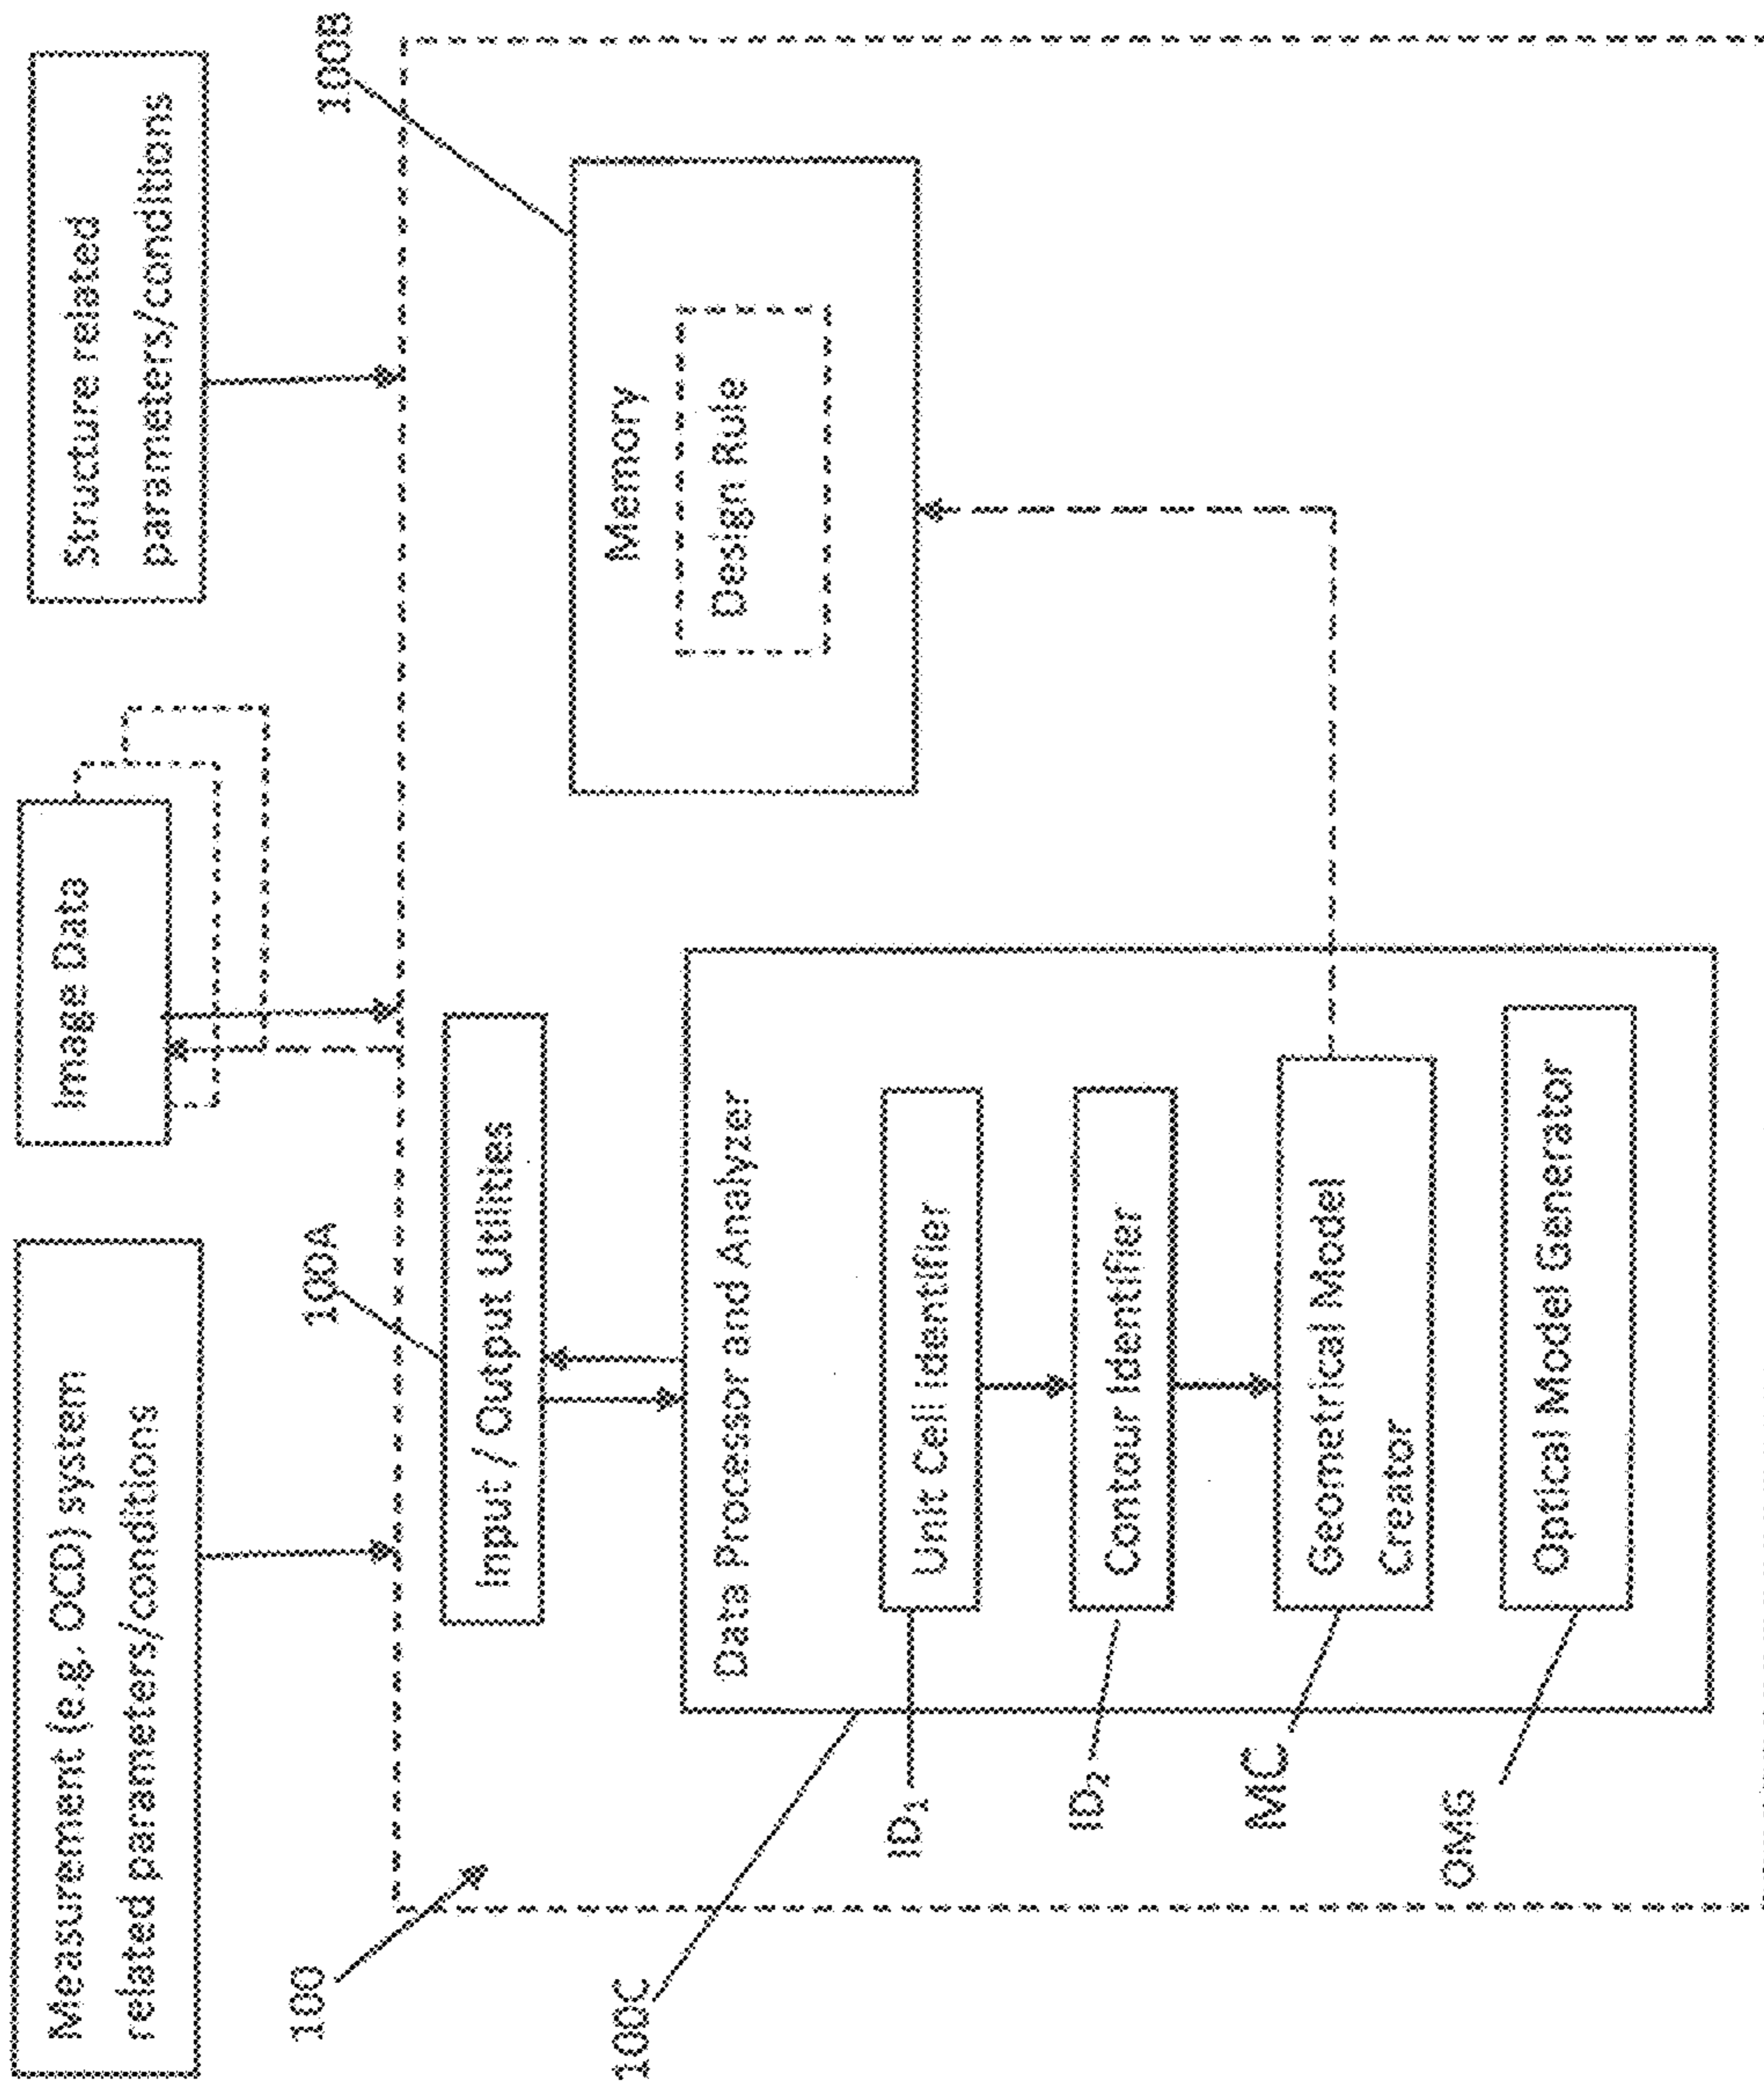 Measurement (e.g. OCD) system
related parameters/conditions
Image Data
Structure related
parameters/conditions
100
100A
100B
Input / Output Utilities
Memory
Design Rule
100C
Data Processor and Analyzer
ID1
Unit Cell Identifier
ID2
Contour Identifier
MC
Geometrical Model
Creator
OMG
Optical Model Generator